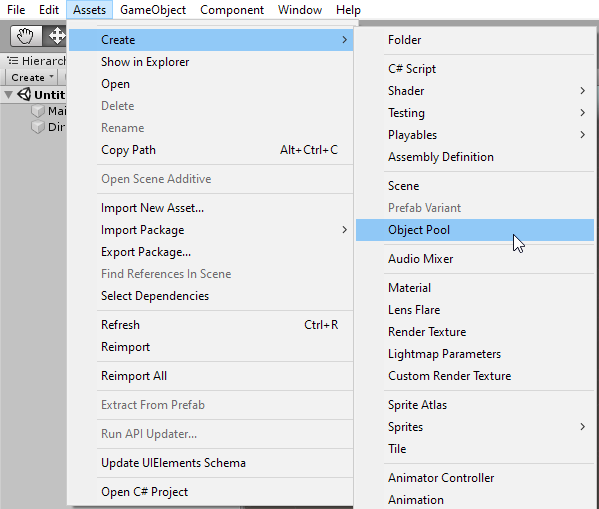 File Edit Assets GameObject Component Window Help
Hierarch
Create
Untit
Mai
Dir
Create
Show in Explorer
Open
Delete
Rename
Copy Path Alt+Ctrl+C
Open Scene Additive
Import New Asset...
Import Package
Export Package...
Find References In Scene
Select Dependencies
Refresh Ctrl+R
Reimport
Reimport All
Extract From Prefab
Run API Updater...
Update UIElements Schema
Open C# Project
Folder
C# Script
Shader
Testing
Playables
Assembly Definition
Scene
Prefab Variant
Object Pool
Audio Mixer
Material
Lens Flare
Render Texture
Lightmap Parameters
Custom Render Texture
Sprite Atlas
Sprites
Tile
Animator Controller
Animation